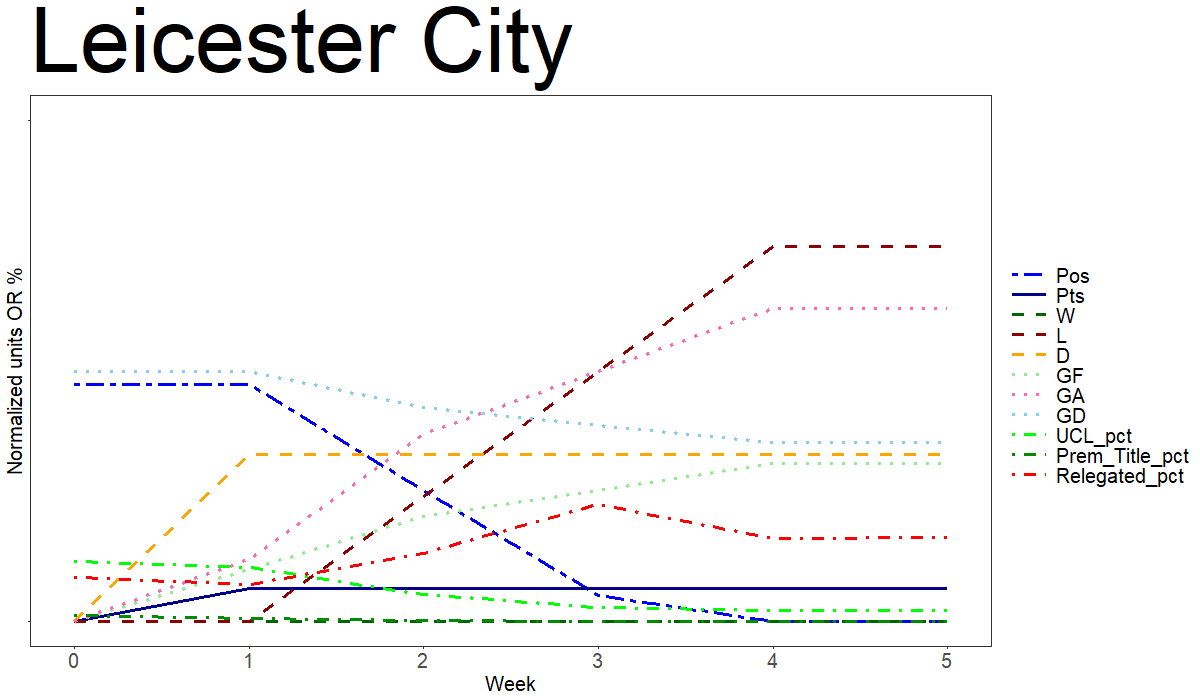 Leicester City
Normalized units OR %
Pos
Pts
W
L
D
GF
GA
GD
UCL_pct
Prem_Title_pct
Relegated_pct
0 1 2 3 4 5
Week